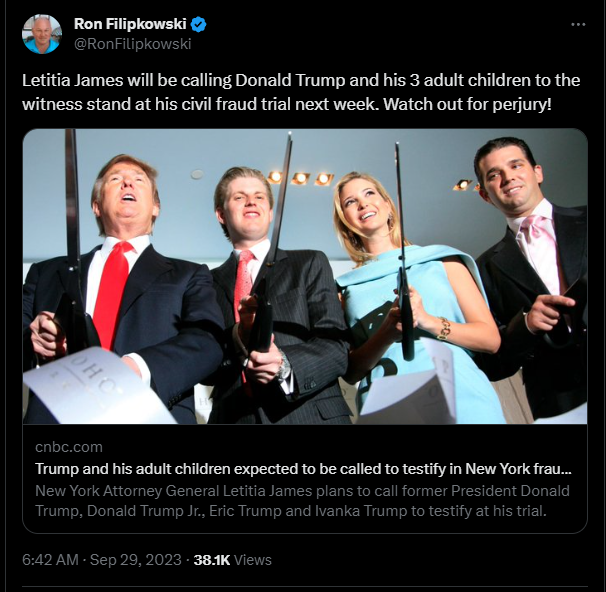 Ron Filipkowski
@RonFilipkowski
Letitia James will be calling Donald Trump and his 3 adult children to the
witness stand at his civil fraud trial next week. Watch out for perjury!
cnbc.com
Trump and his adult children expected to be called to testify in New York frau...
New York Attorney General Letitia James plans to call former President Donald
Trump, Donald Trump Jr., Eric Trump and Ivanka Trump to testify at his trial.
6:42 AM · Sep 29, 2023 · 38.1K Views